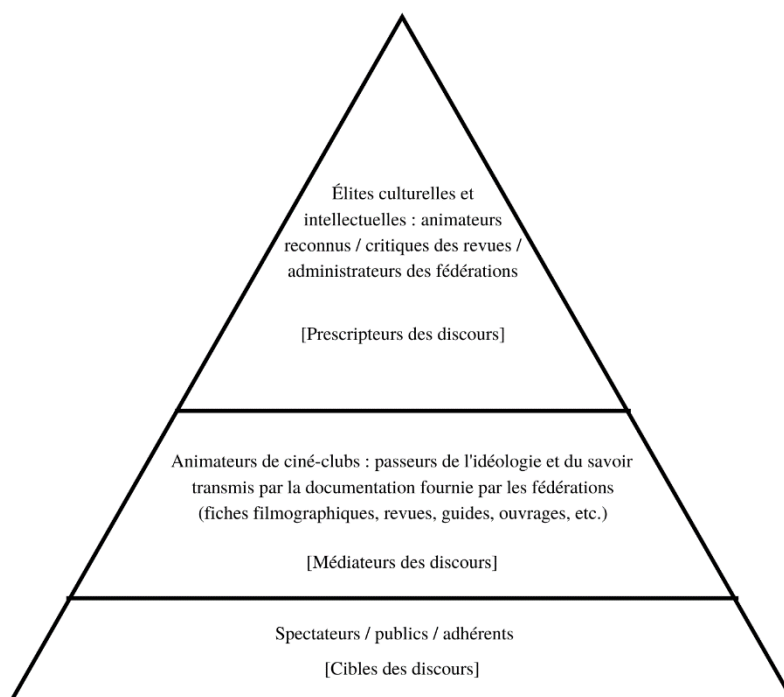 Élites culturelles et
intellectuelles : animateurs
reconnus / critiques des revues /
administrateurs des fédérations
[Prescripteurs des discours]
Animateurs de ciné-clubs : passeurs de l'idéologie et du savoir
transmis par la documentation fournie par les fédérations
(fiches filmographiques, revues, guides, ouvrages, etc.)
[Médiateurs des discours]
Spectateurs / publics / adhérents
[Cibles des discours]